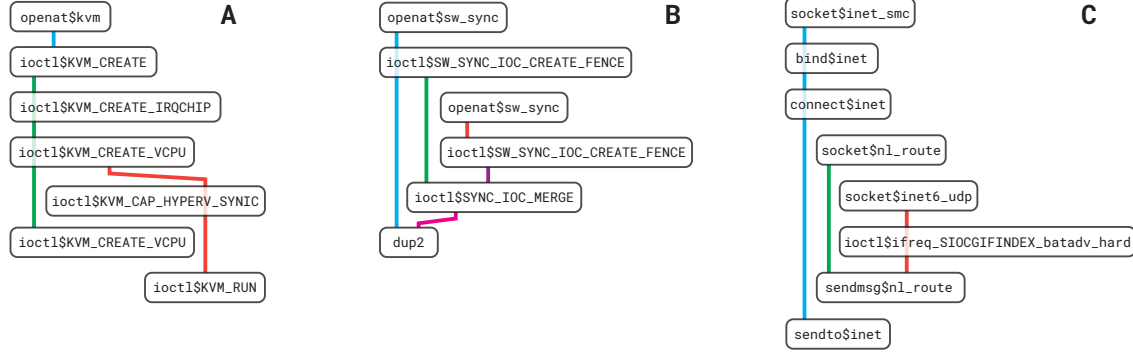 A
openat$kvm
ioctl$KVM_CREATE
ioctl$KVM_CREATE_IRQCHIP
ioctl$KVM_CREATE_VCPU
ioctl$KVM_CAP_HYPERV_SYNIC
ioctl$KVM_CREATE_VCPU
ioctl$KVM_RUN
B
openat$sw_sync
ioctl$SW_SYNC_IOC_CREATE_FENCE
openat$sw_sync
ioctl$SW_SYNC_IOC_CREATE_FENCE
ioctl$SYNC_IOC_MERGE
dup2
C
socket$inet_smc
bind$inet
connect$inet
socket$nl_route
socket$inet6_udp
ioctl$ifreq_SIOCGIFINDEX_batadv_hard
sendmsg$nl_route
sendto$inet